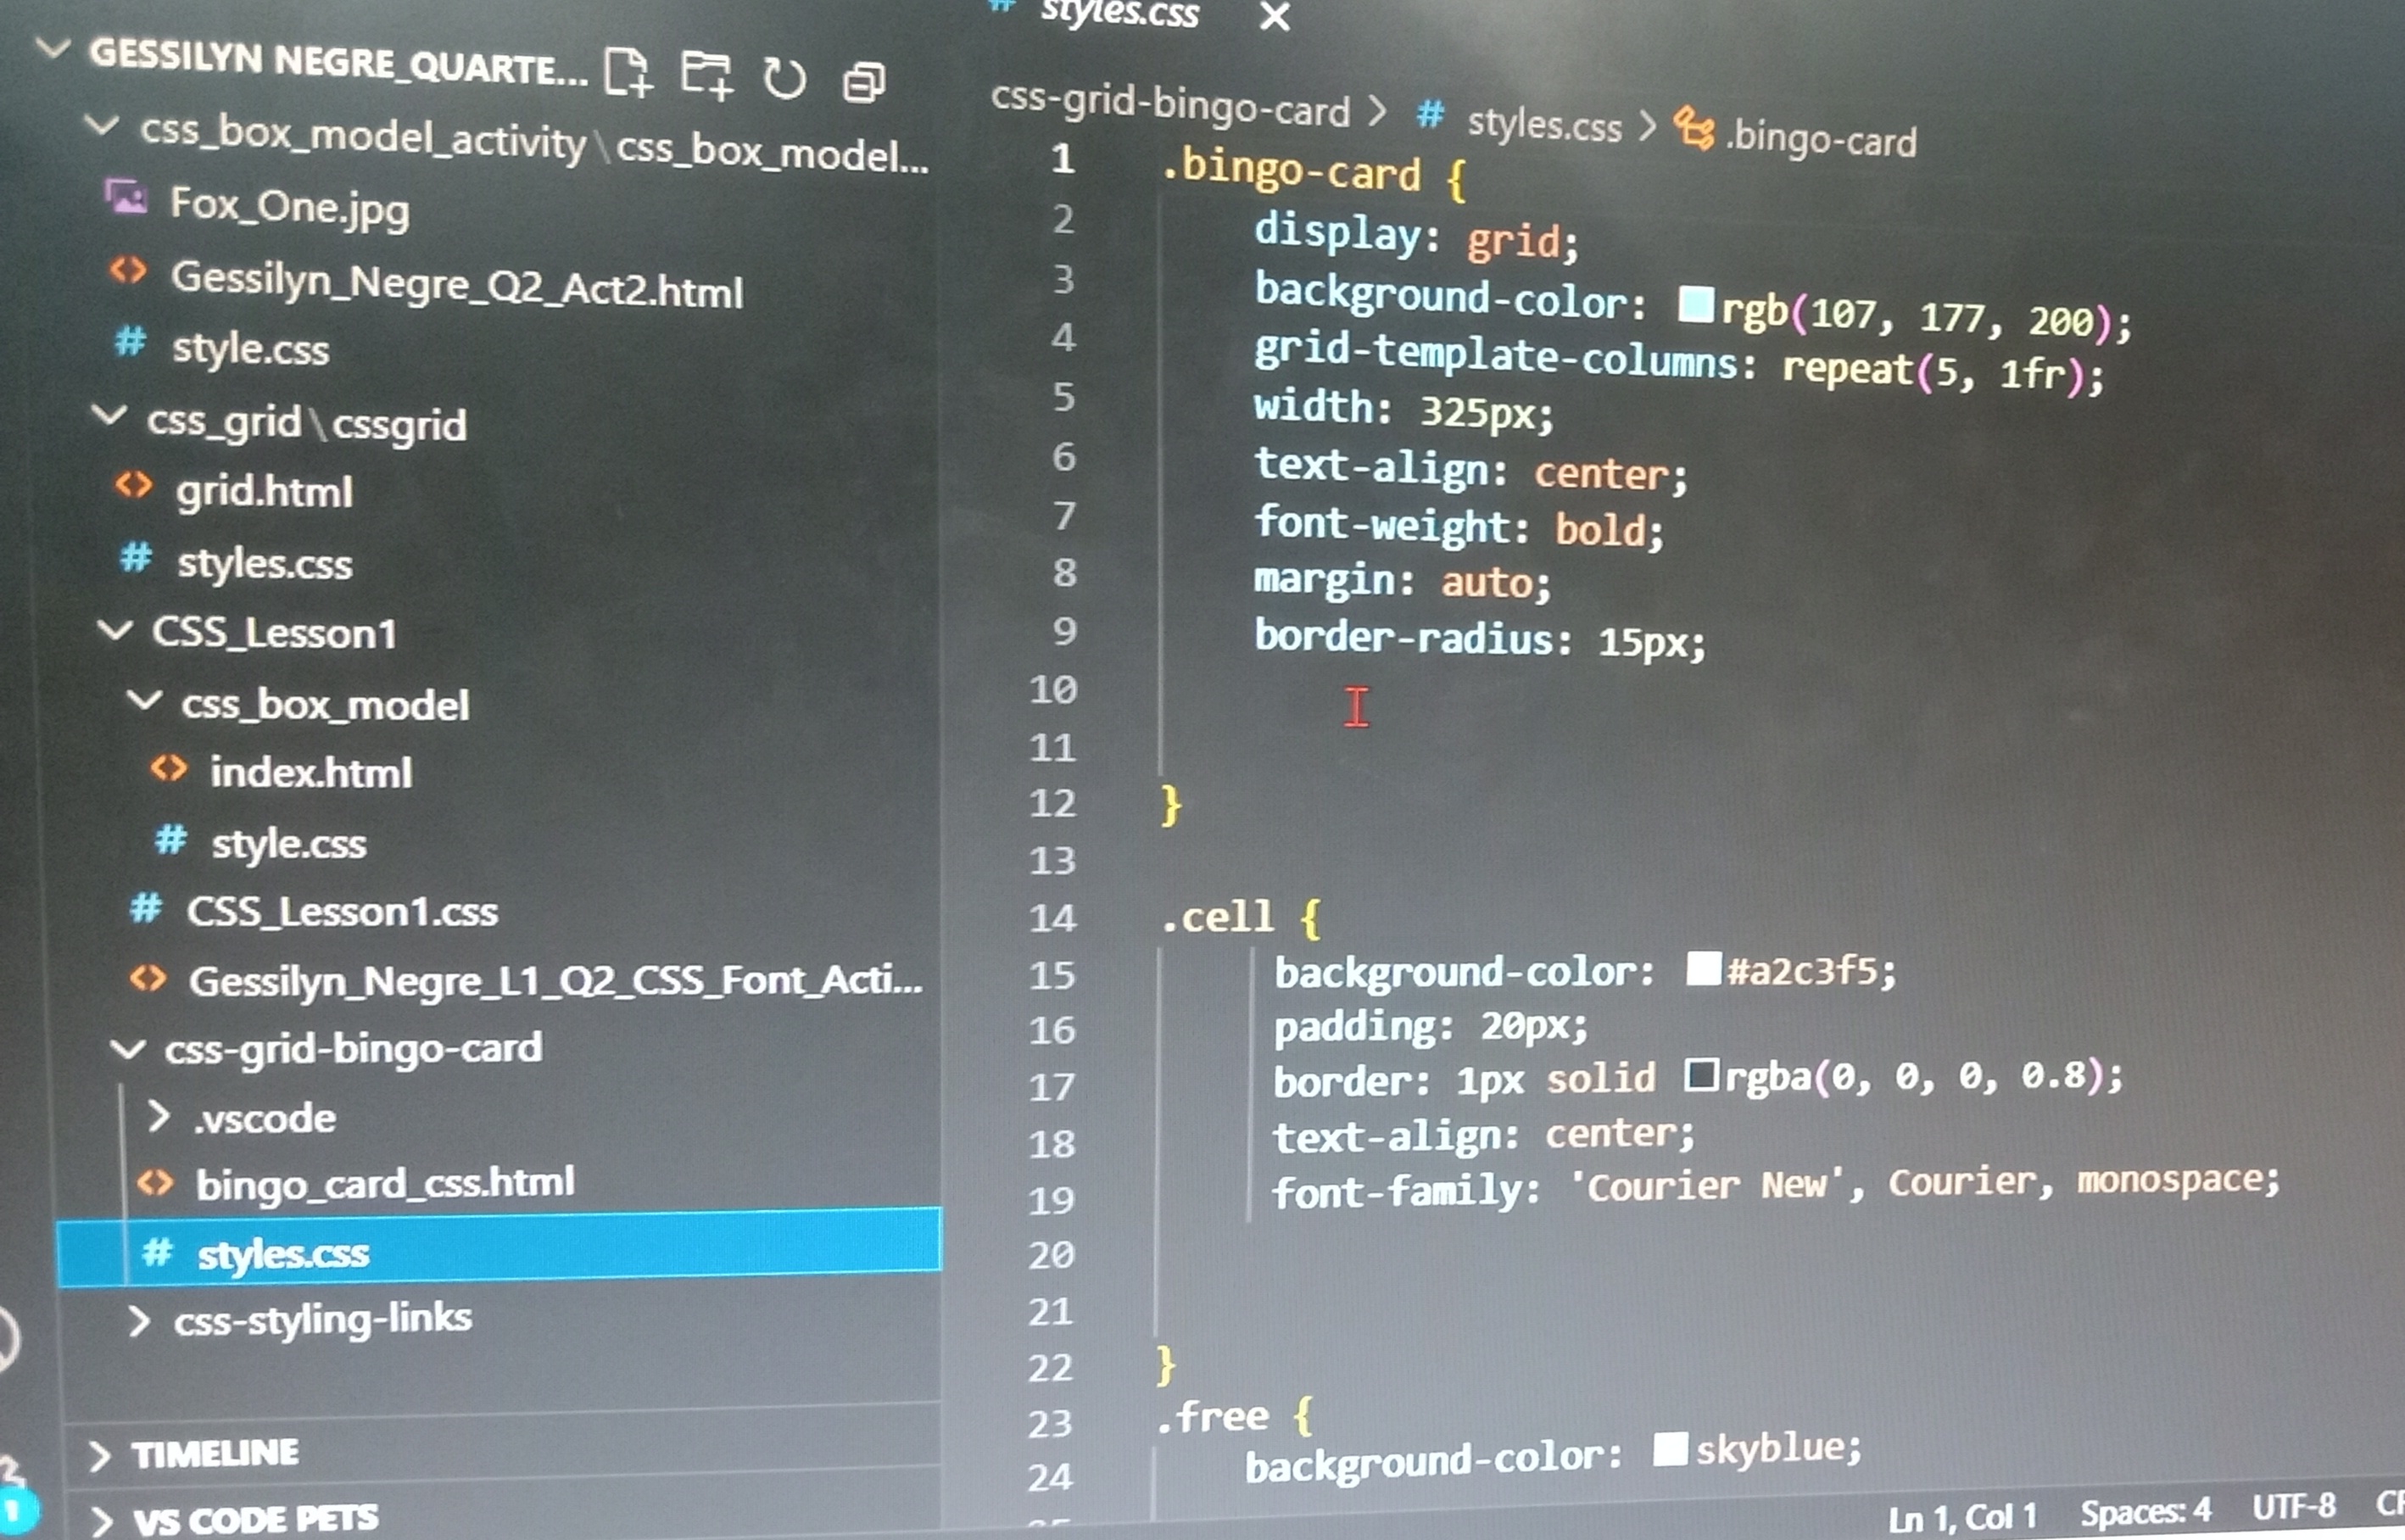 GESSILYN NEGRE_QUARTE...
css_box_model_activity\css_box_model...
Fox_One.jpg
Gessilyn_Negre_Q2_Act2.html
# style.css
css_grid\cssgrid
grid.html
# styles.css
CSS_Lesson1
css_box_model
index.html
# style.css
# CSS_Lesson1.css
Gessilyn_Negre_L1_Q2_CSS_Font_Acti...
css-grid-bingo-card
.vscode
bingo_card_css.html
# styles.css
css-styling-links
TIMELINE
VS CODE PETS
1
# styles.css
css-grid-bingo-card > # styles.css > .bingo-card
1 .bingo-card {
2 display: grid;
3 background-color: rgb(107, 177, 200);
4 grid-template-columns: repeat(5, 1fr);
5 width: 325px;
6 text-align: center;
7 font-weight: bold;
8 margin: auto;
9 border-radius: 15px;
10
11
12 }
13
14 .cell {
15 background-color: #a2c3f5;
16 padding: 20px;
17 border: 1px solid rgba(0, 0, 0, 0.8);
18 text-align: center;
19 font-family: 'Courier New', Courier, monospace;
20
21
22 }
23 .free {
24 background-color: skyblue;
Ln 1, Col 1 Spaces: 4 UTF-8